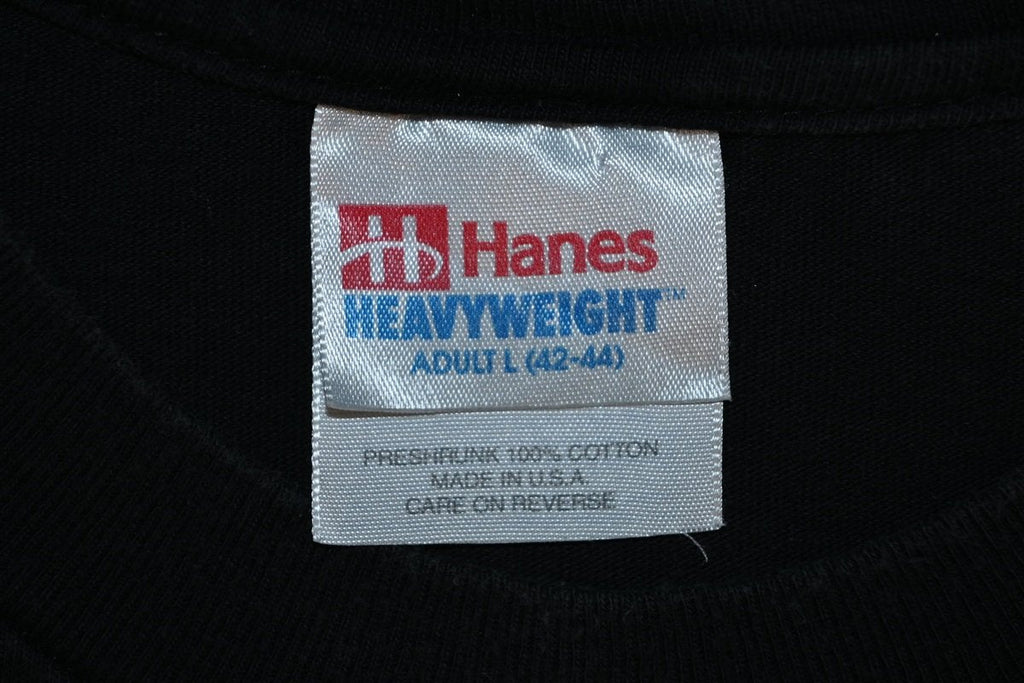 H Hanes
HEAVYWEIGHT™
ADULT L (42-44)
PRESHRUNK 100% COTTON
MADE IN U.S.A.
CARE ON REVERSE